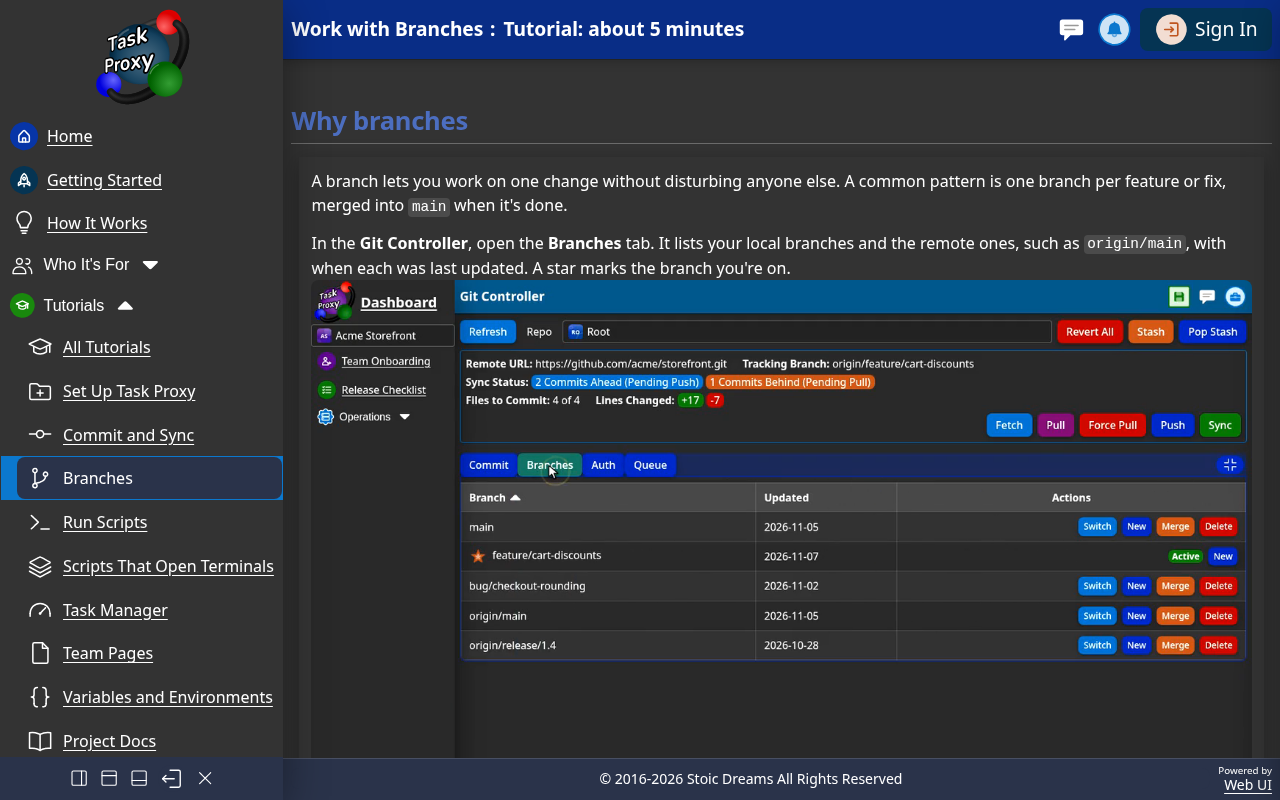 Task Proxy
Work with Branches : Tutorial: about 5 minutes
Sign In
Home
Getting Started
How It Works
Who It's For
Tutorials
All Tutorials
Set Up Task Proxy
Commit and Sync
Branches
Run Scripts
Scripts That Open Terminals
Task Manager
Team Pages
Variables and Environments
Project Docs
Why branches
A branch lets you work on one change without disturbing anyone else. A common pattern is one branch per feature or fix,
merged into main when it's done.
In the Git Controller, open the Branches tab. It lists your local branches and the remote ones, such as origin/main, with
when each was last updated. A star marks the branch you're on.
Task Proxy
Dashboard
AS Acme Storefront
Team Onboarding
Release Checklist
Operations
Git Controller
Refresh Repo RO Root Revert All Stash Pop Stash
Remote URL: https://github.com/acme/storefront.git Tracking Branch: origin/feature/cart-discounts
Sync Status: 2 Commits Ahead (Pending Push) 1 Commits Behind (Pending Pull)
Files to Commit: 4 of 4 Lines Changed: +17 -7
Fetch Pull Force Pull Push Sync
Commit Branches Auth Queue
Branch Updated Actions
main 2026-11-05 Switch New Merge Delete
feature/cart-discounts 2026-11-07 Active New
bug/checkout-rounding 2026-11-02 Switch New Merge Delete
origin/main 2026-11-05 Switch New Merge Delete
origin/release/1.4 2026-10-28 Switch New Merge Delete
© 2016-2026 Stoic Dreams All Rights Reserved
Powered by
Web UI